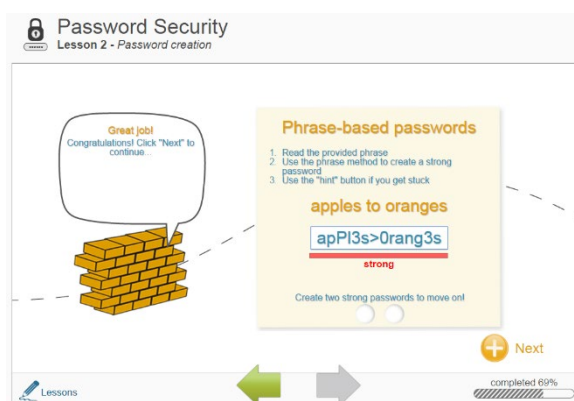 Password Security
Lesson 2 - Password creation
Great job!
Congratulations! Click "Next" to
continue...
Phrase-based passwords
1. Read the provided phrase
2. Use the phrase method to create a strong
password
3. Use the "hint" button if you get stuck
apples to oranges
apPl3s>0rang3s
strong
Create two strong passwords to move on!
Next
Lessons
completed 69%